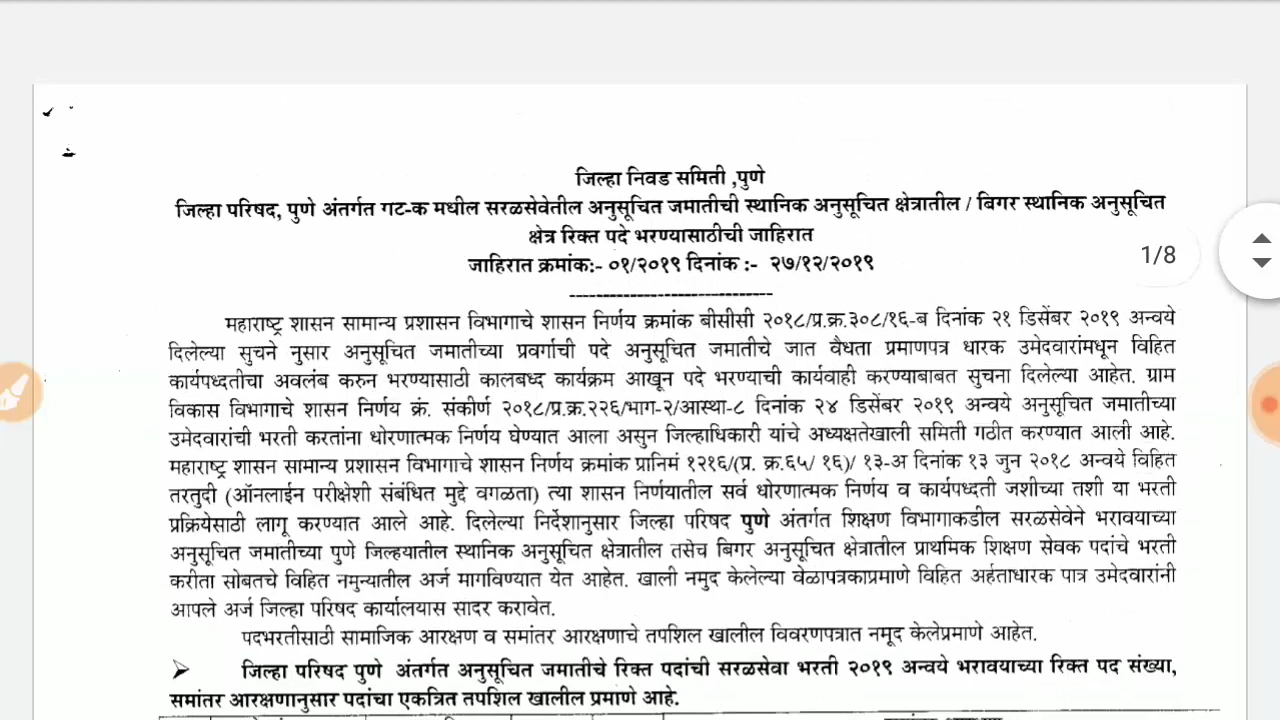 जिल्हा निवड समिती ,पुणे
जिल्हा परिषद, पुणे अंतर्गत गट-क मधील सरळसेवेतील अनुसूचित जमातीची स्थानिक अनुसूचित क्षेत्रातील / बिगर स्थानिक अनुसूचित
क्षेत्र रिक्त पदे भरण्यासाठीची जाहिरात
जाहिरात क्रमांक:- ०१/२०१९ दिनांक :- २७/१२/२०१९
1/8
महाराष्ट्र शासन सामान्य प्रशासन विभागाचे शासन निर्णय क्रमांक बीसीसी २०१८/प्र.क्र.३०८/१६-ब दिनांक २१ डिसेंबर २०१९ अन्वये
दिलेल्या सुचने नुसार अनुसूचित जमातीच्या प्रवर्गाची पदे अनुसूचित जमातीचे जात वैधता प्रमाणपत्र धारक उमेदवारांमधून विहित
कार्यपध्दतीचा अवलंब करुन भरण्यासाठी कालबध्द कार्यक्रम आखून पदे भरण्याची कार्यवाही करण्याबाबत सुचना दिलेल्या आहेत. ग्राम
विकास विभागाचे शासन निर्णय क्रं. संकीर्ण २०१८/प्र.क्र.२२६/भाग-२/आस्था-८ दिनांक २४ डिसेंबर २०१९ अन्वये अनुसूचित जमातीच्या
उमेदवारांची भरती करतांना धोरणात्मक निर्णय घेण्यात आला असुन जिल्हाधिकारी यांचे अध्यक्षतेखाली समिती गठीत करण्यात आली आहे.
महाराष्ट्र शासन सामान्य प्रशासन विभागाचे शासन निर्णय क्रमांक प्रानिमं १२१६/(प्र. क्र.६५/ १६)/ १३-अ दिनांक १३ जुन २०१८ अन्वये विहित
तरतुदी (ऑनलाईन परीक्षेशी संबंधित मुद्दे वगळता) त्या शासन निर्णयातील सर्व धोरणात्मक निर्णय व कार्यपध्दती जशीच्या तशी या भरती
प्रक्रियेसाठी लागू करण्यात आले आहे. दिलेल्या निर्देशानुसार जिल्हा परिषद पुणे अंतर्गत शिक्षण विभागाकडील सरळसेवेने भरावयाच्या
अनुसूचित जमातीच्या पुणे जिल्हयातील स्थानिक अनुसूचित क्षेत्रातील तसेच बिगर अनुसूचित क्षेत्रातील प्राथमिक शिक्षण सेवक पदांचे भरती
करीता सोबतचे विहित नमुन्यातील अर्ज मागविण्यात येत आहेत. खाली नमुद केलेल्या वेळापत्रकाप्रमाणे विहित अर्हताधारक पात्र उमेदवारांनी
आपले अर्ज जिल्हा परिषद कार्यालयास सादर करावेत.
पदभरतीसाठी सामाजिक आरक्षण व समांतर आरक्षणाचे तपशिल खालील विवरणपत्रात नमूद केलेप्रमाणे आहेत.
➢ जिल्हा परिषद पुणे अंतर्गत अनुसूचित जमातीचे रिक्त पदांची सरळसेवा भरती २०१९ अन्वये भरावयाच्या रिक्त पद संख्या,
समांतर आरक्षणानुसार पदांचा एकत्रित तपशिल खालील प्रमाणे आहे.